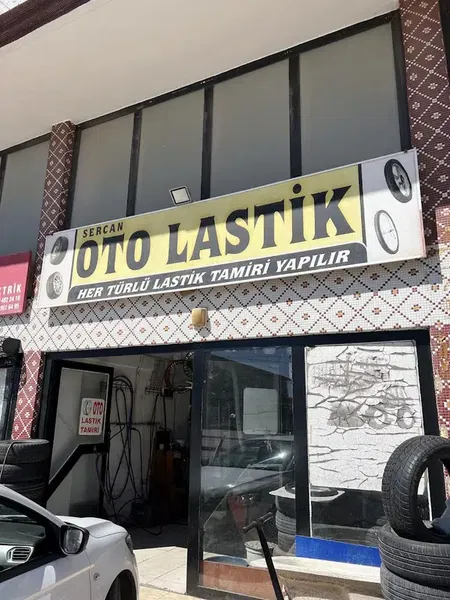 SERCAN
OTO LASTİK
HER TÜRLÜ LASTİK TAMİRİ YAPILIR
OTO
LASTİK
TAMİRİ